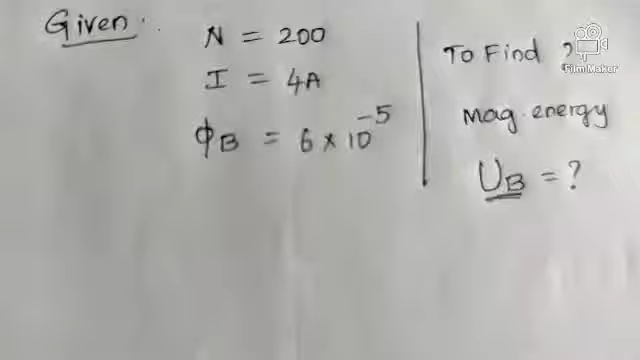 Given.
N = 200
I = 4A
ϕB = 6 × 10⁻⁵
To Find ?
Mag. energy
UB = ?
FilmMaker